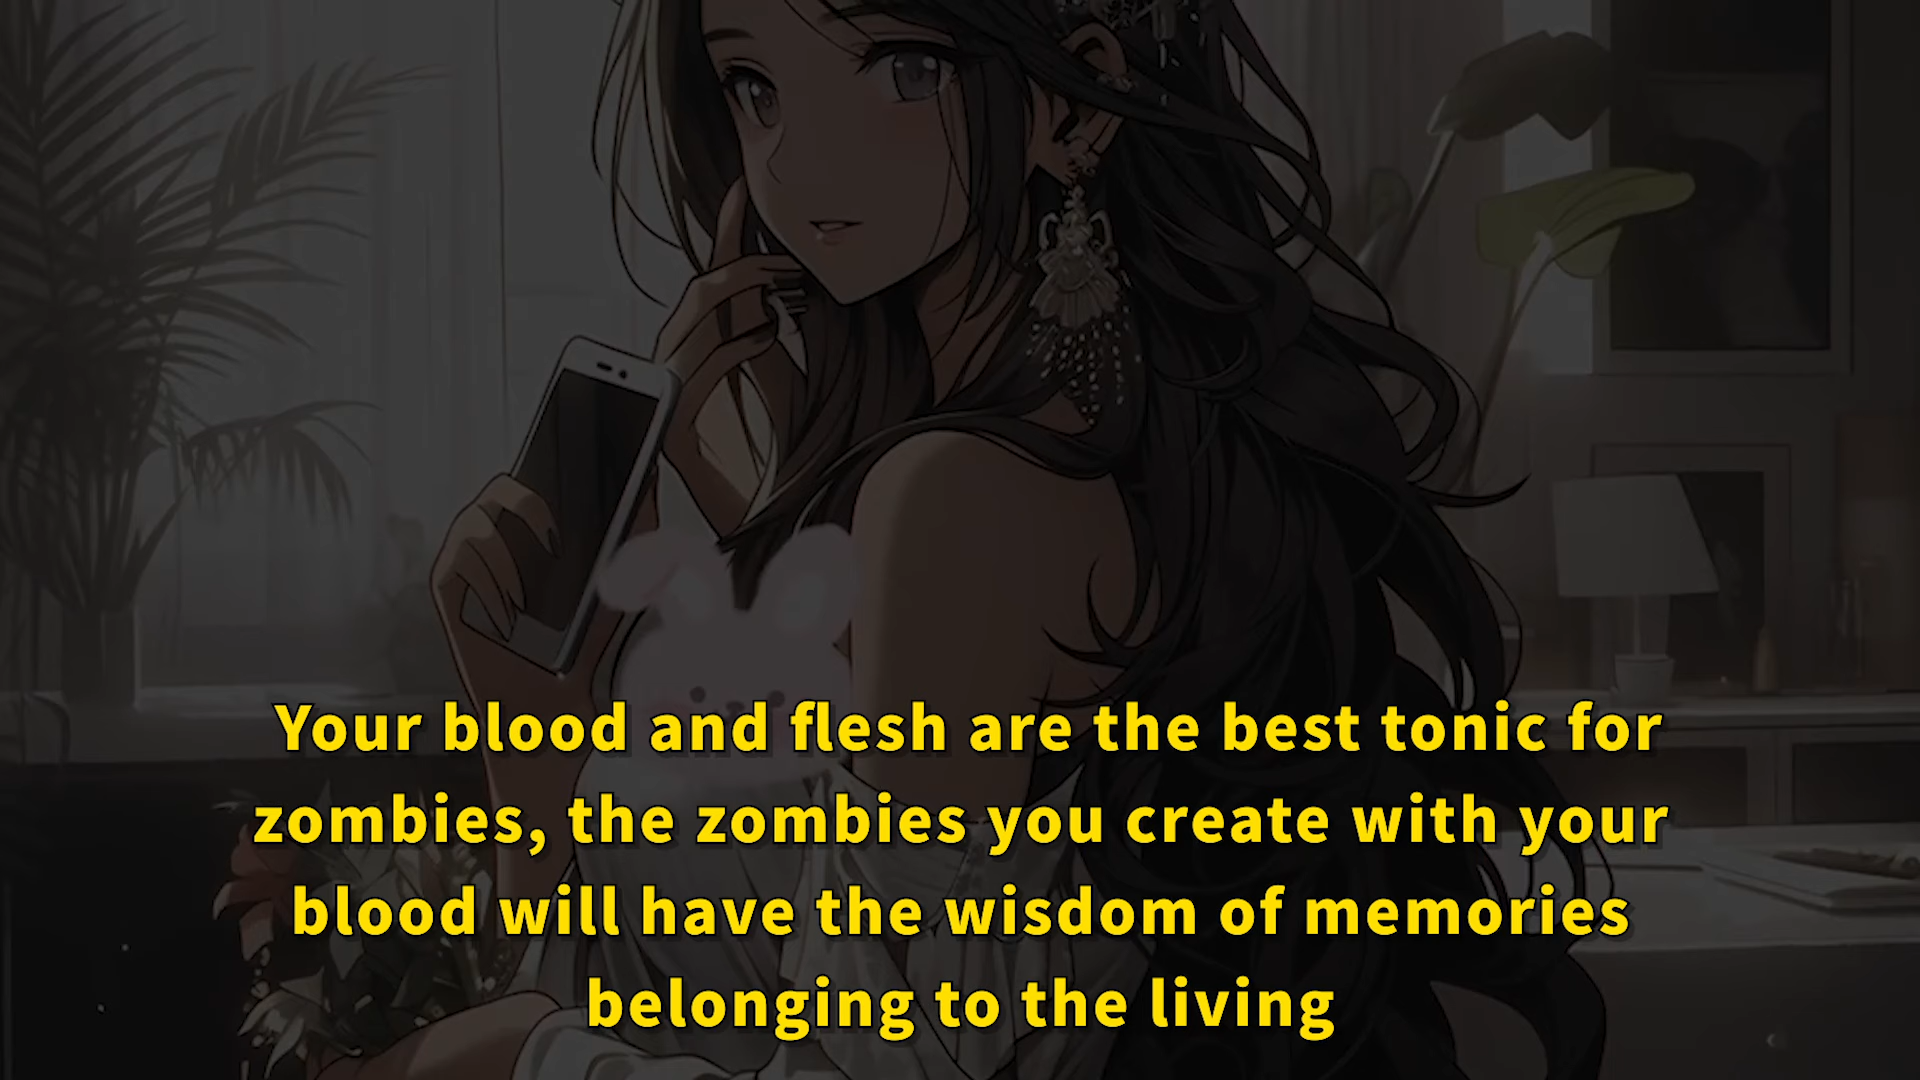 Your blood and flesh are the best tonic for
zombies, the zombies you create with your
blood will have the wisdom of memories
belonging to the living